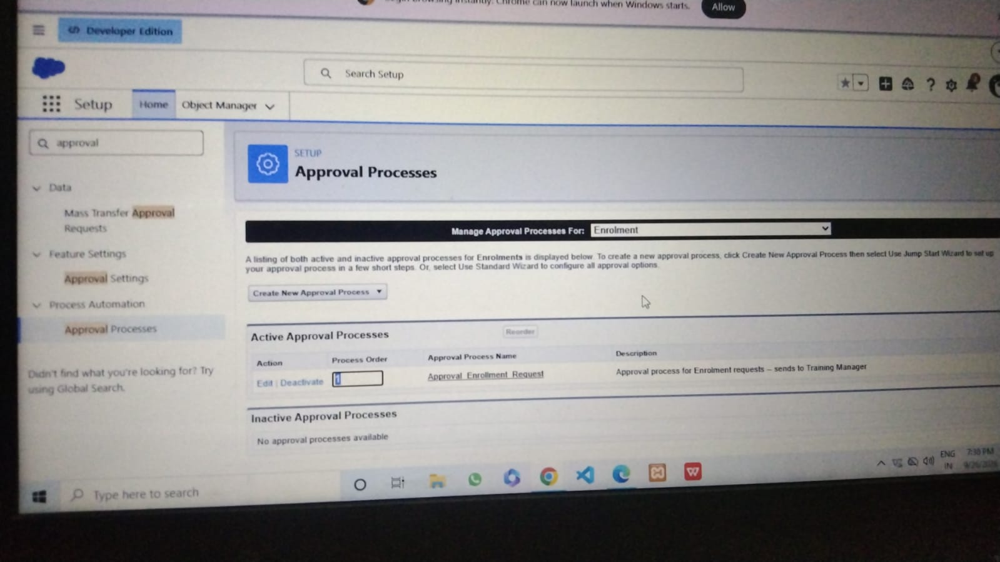 Chrome can now launch when Windows starts.
Allow
Developer Edition
Search Setup
Setup
Home
Object Manager
approval
SETUP
Approval Processes
Data
Mass Transfer Approval
Requests
Feature Settings
Approval Settings
Process Automation
Approval Processes
Didn't find what you're looking for? Try
using Global Search.
Manage Approval Processes For: Enrolment
A listing of both active and inactive approval processes for Enrolments is displayed below. To create a new approval process, click Create New Approval Process then select Use Jump Start Wizard to set up
your approval process in a few short steps. Or, select Use Standard Wizard to configure all approval options.
Create New Approval Process
Active Approval Processes
Reorder
Action Process Order Approval Process Name Description
Edit | Deactivate 1 Approval Enrollment Request Approval process for Enrolment requests – sends to Training Manager
Inactive Approval Processes
No approval processes available
Type here to search
ENG
IN
7:30 PM